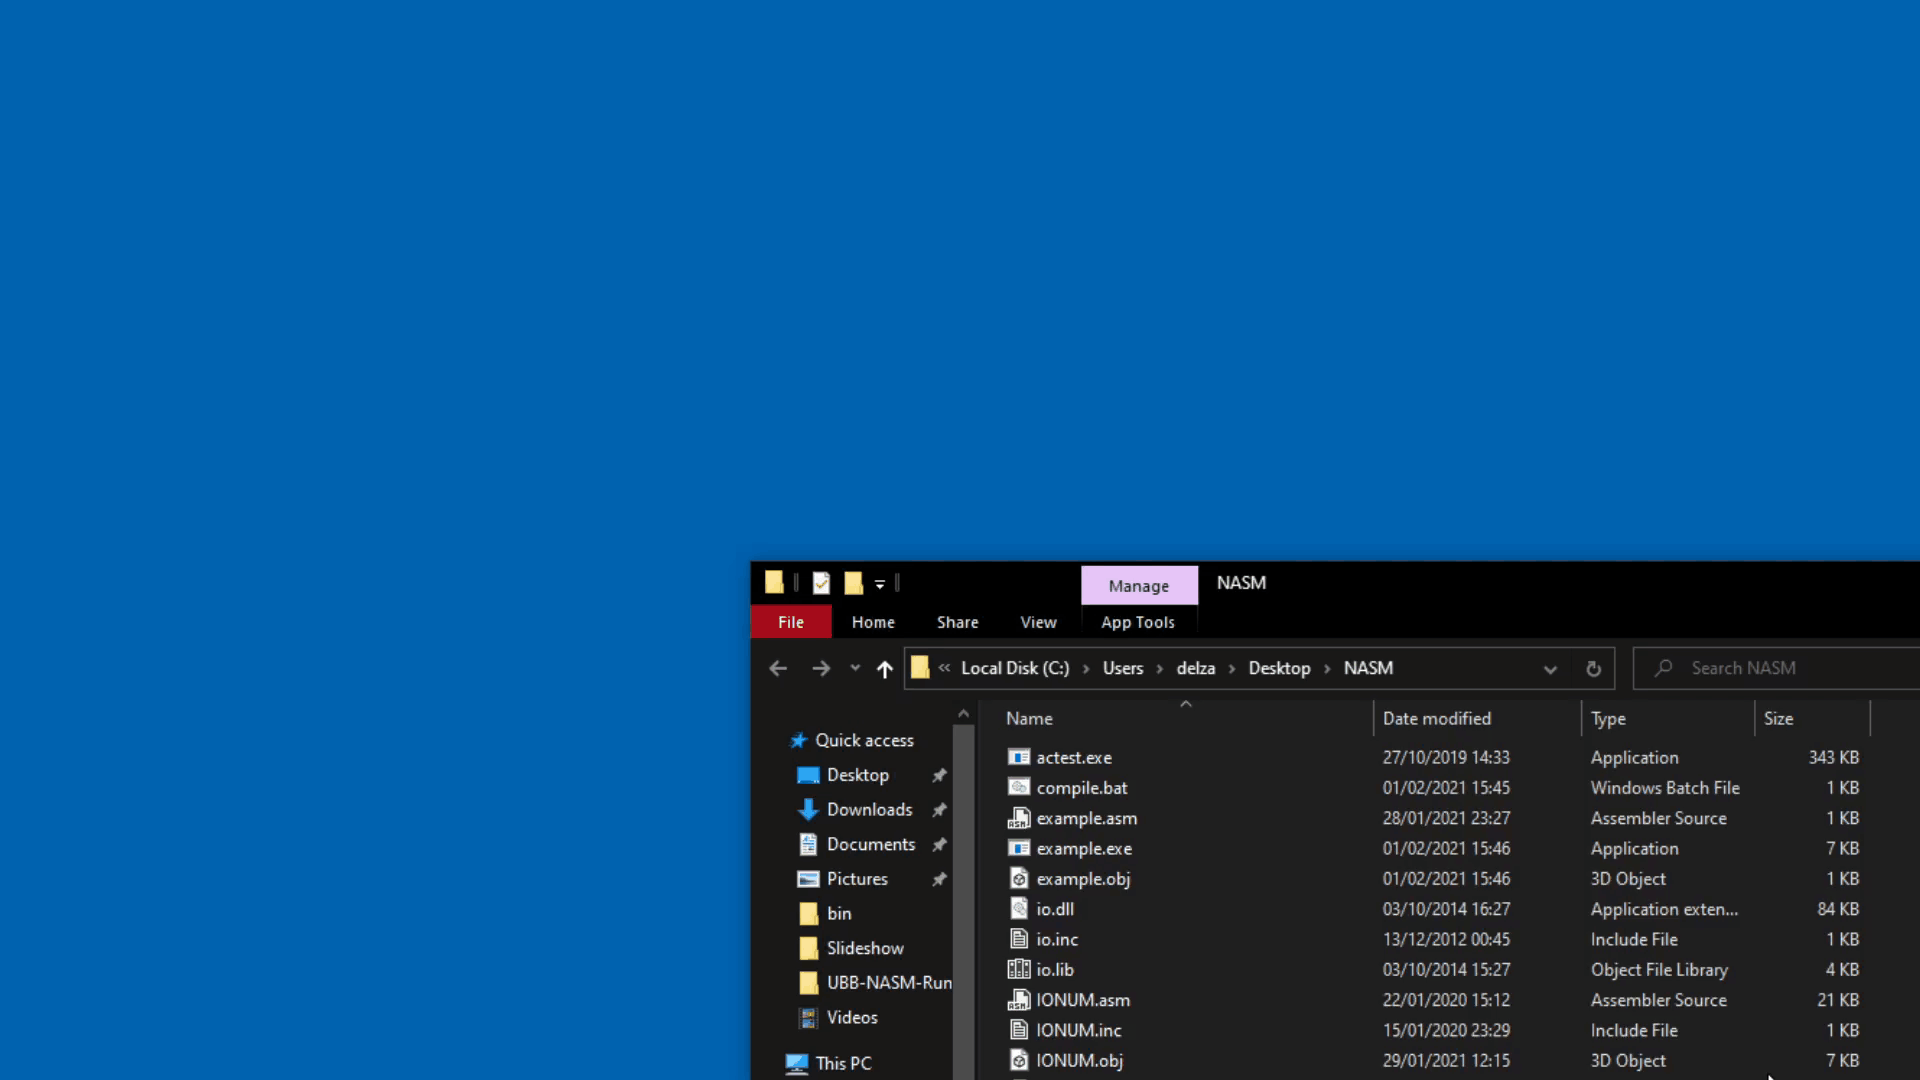 Manage NASM
File Home Share View App Tools
« Local Disk (C:) › Users › delza › Desktop › NASM Search NASM
Name Date modified Type Size
Quick access
Desktop
Downloads
Documents
Pictures
bin
Slideshow
UBB-NASM-Run
Videos
This PC
actest.exe 27/10/2019 14:33 Application 343 KB
compile.bat 01/02/2021 15:45 Windows Batch File 1 KB
example.asm 28/01/2021 23:27 Assembler Source 1 KB
example.exe 01/02/2021 15:46 Application 7 KB
example.obj 01/02/2021 15:46 3D Object 1 KB
io.dll 03/10/2014 16:27 Application exten... 84 KB
io.inc 13/12/2012 00:45 Include File 1 KB
io.lib 03/10/2014 15:27 Object File Library 4 KB
IONUM.asm 22/01/2020 15:12 Assembler Source 21 KB
IONUM.inc 15/01/2020 23:29 Include File 1 KB
IONUM.obj 29/01/2021 12:15 3D Object 7 KB